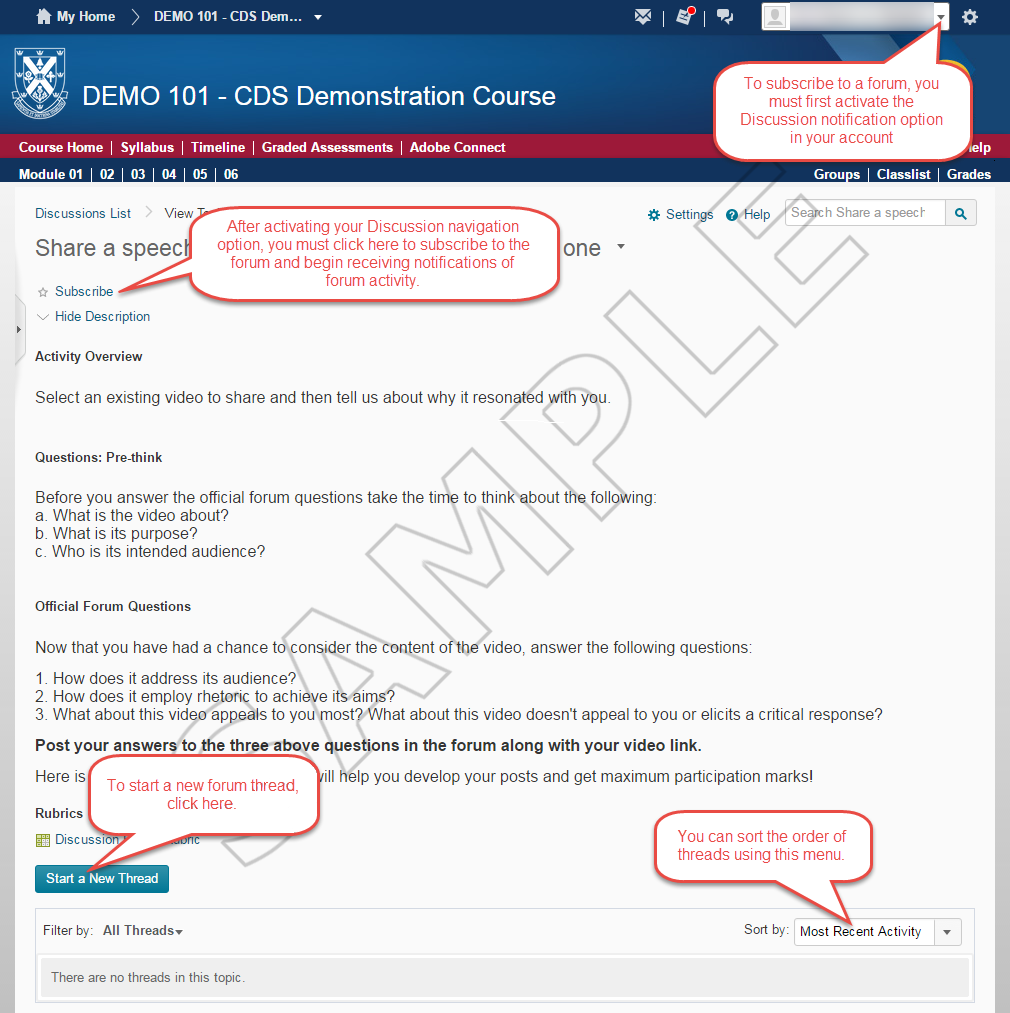 My Home
DEMO 101 - CDS Dem...
DEMO 101 - CDS Demonstration Course
To subscribe to a forum, you
must first activate the
Discussion notification option
in your account
Course Home | Syllabus | Timeline | Graded Assessments | Adobe Connect
Module 01 | 02 | 03 | 04 | 05 | 06
Groups | Classlist | Grades
Discussions List
View
Settings
Help
Search Share a speech
Share a speech
one
After activating your Discussion navigation
option, you must click here to subscribe to the
forum and begin receiving notifications of
forum activity.
Subscribe
Hide Description
Activity Overview
Select an existing video to share and then tell us about why it resonated with you.
Questions: Pre-think
Before you answer the official forum questions take the time to think about the following:
a. What is the video about?
b. What is its purpose?
c. Who is its intended audience?
Official Forum Questions
Now that you have had a chance to consider the content of the video, answer the following questions:
1. How does it address its audience?
2. How does it employ rhetoric to achieve its aims?
3. What about this video appeals to you most? What about this video doesn't appeal to you or elicits a critical response?
Post your answers to the three above questions in the forum along with your video link.
Here is
will help you develop your posts and get maximum participation marks!
To start a new forum thread,
click here.
Rubrics
Discussion
You can sort the order of
threads using this menu.
Start a New Thread
Filter by: All Threads
Sort by: Most Recent Activity
There are no threads in this topic.
SAMPLE